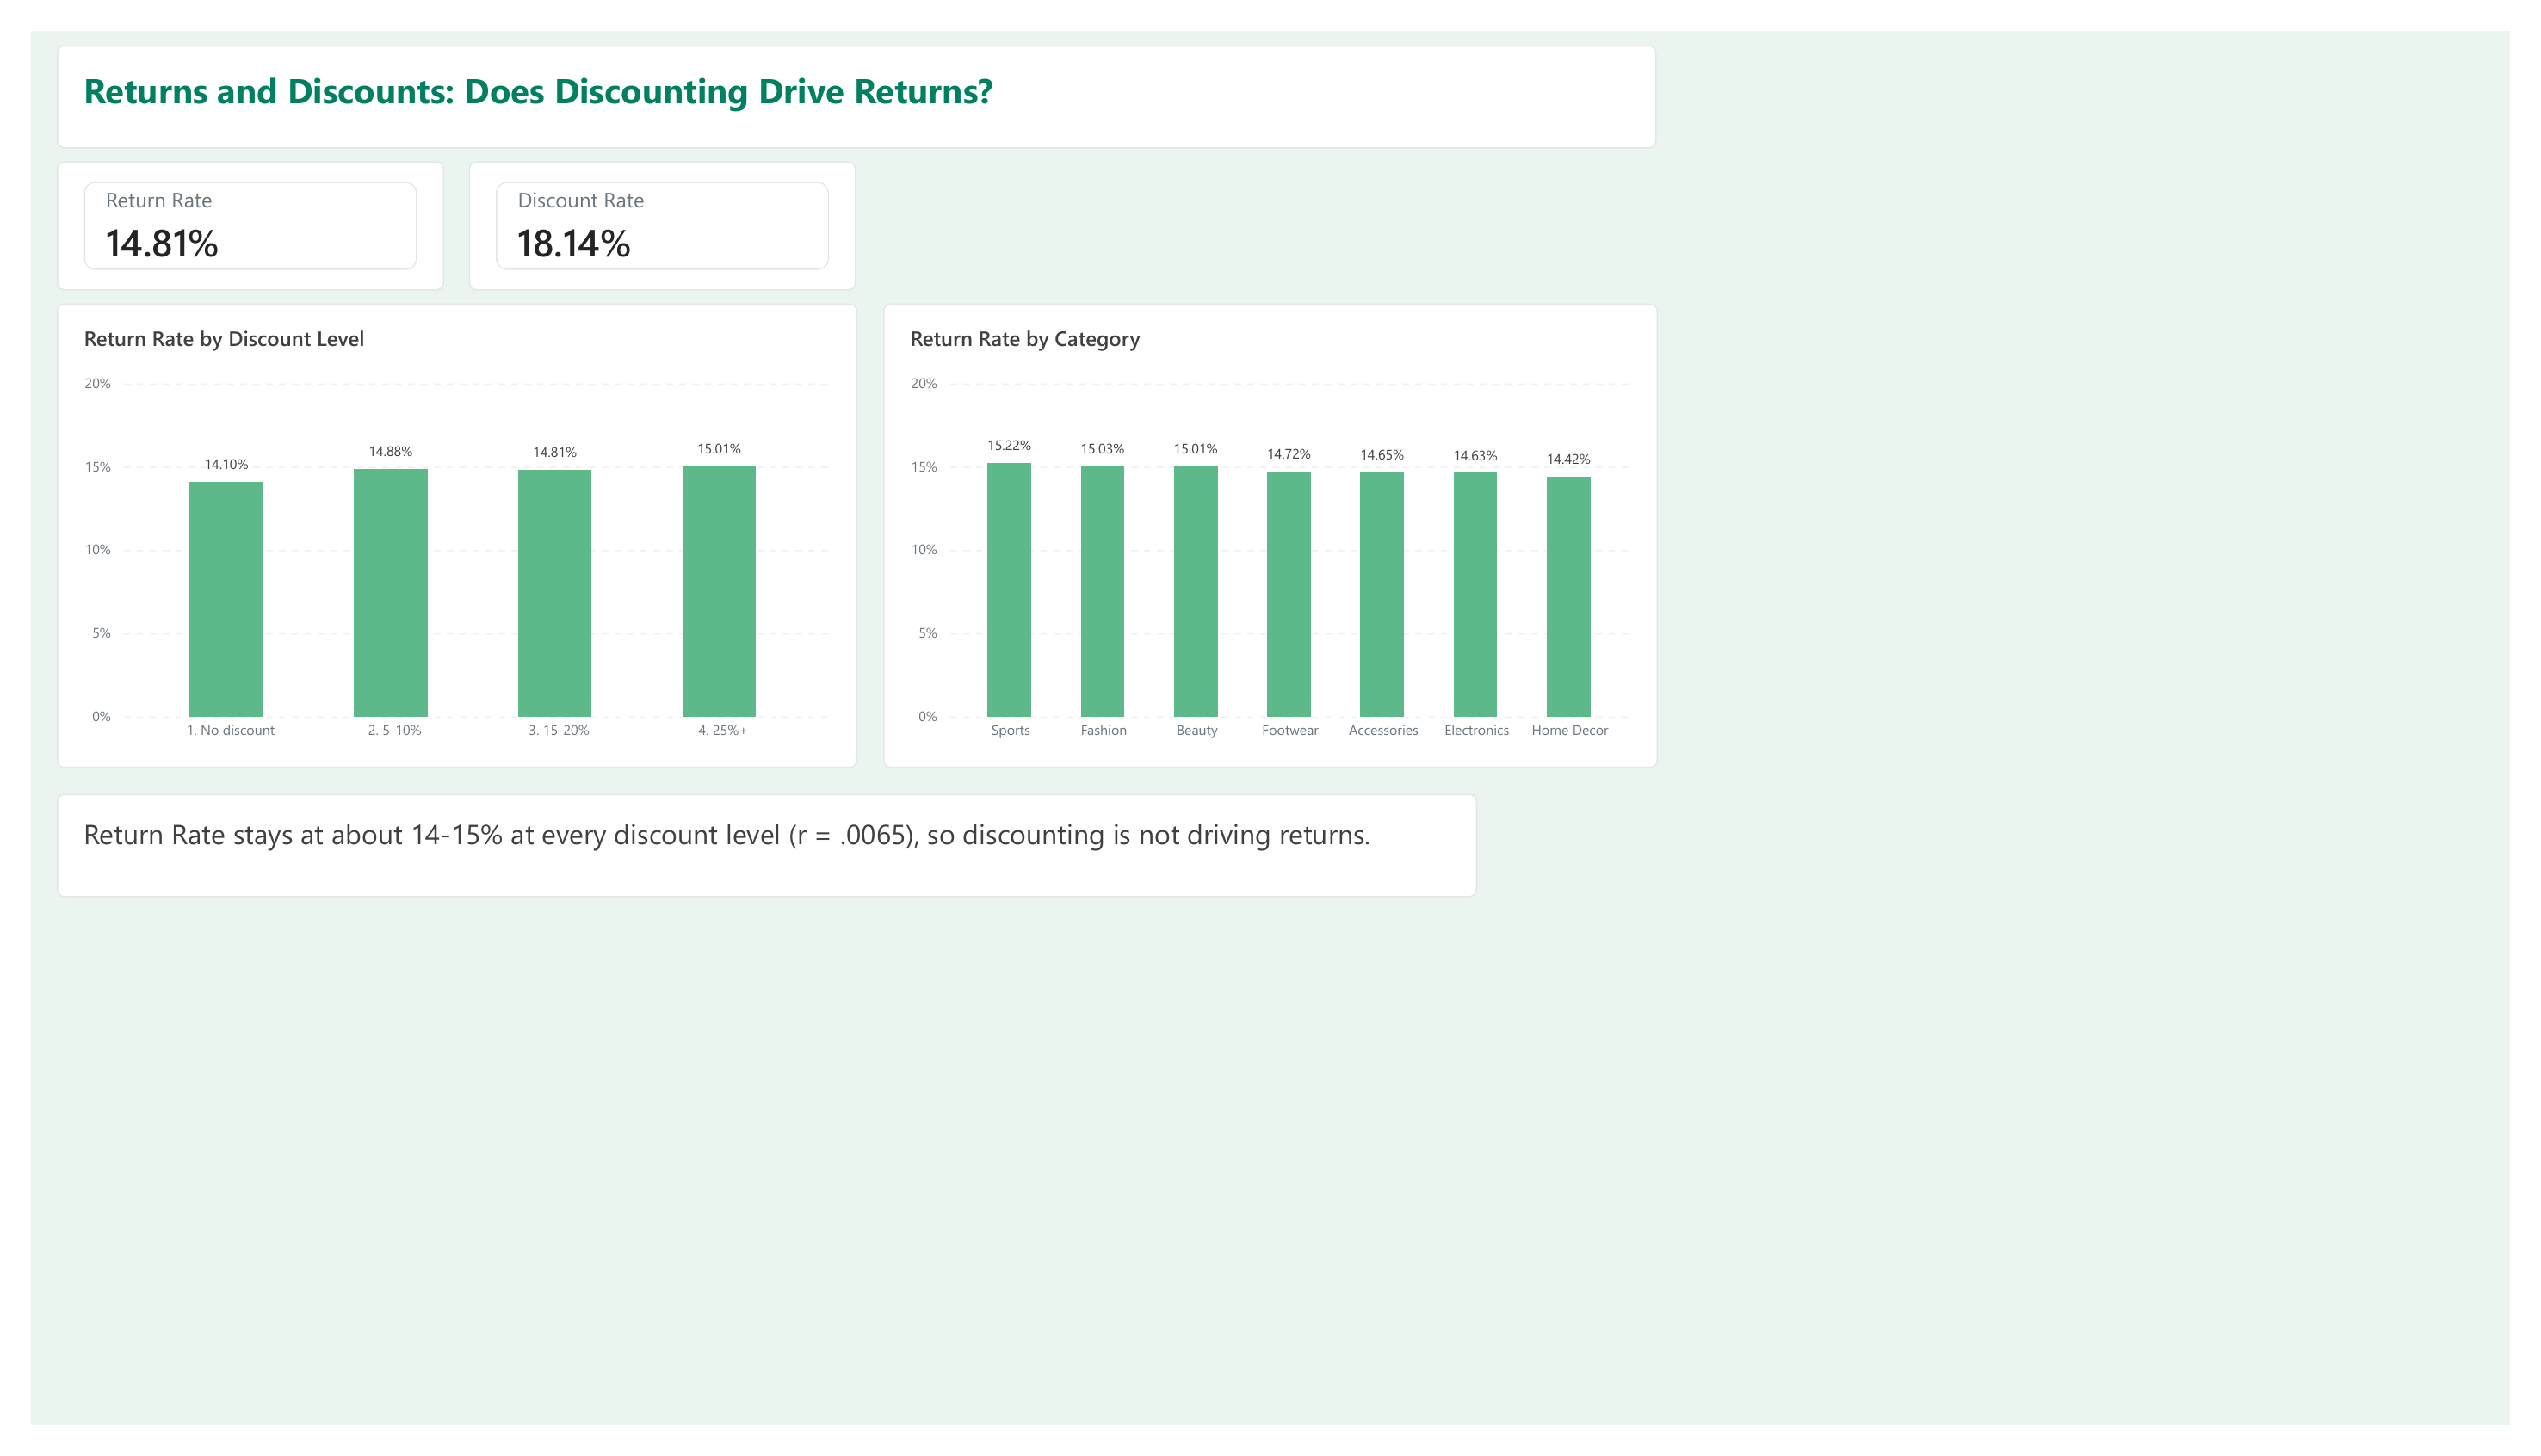 Returns and Discounts: Does Discounting Drive Returns?
Return Rate
14.81%
Discount Rate
18.14%
Return Rate by Discount Level
20%
15%
10%
5%
0%
14.10%
14.88%
14.81%
15.01%
1. No discount
2. 5-10%
3. 15-20%
4. 25%+
Return Rate by Category
20%
15%
10%
5%
0%
15.22%
15.03%
15.01%
14.72%
14.65%
14.63%
14.42%
Sports
Fashion
Beauty
Footwear
Accessories
Electronics
Home Decor
Return Rate stays at about 14-15% at every discount level (r = .0065), so discounting is not driving returns.